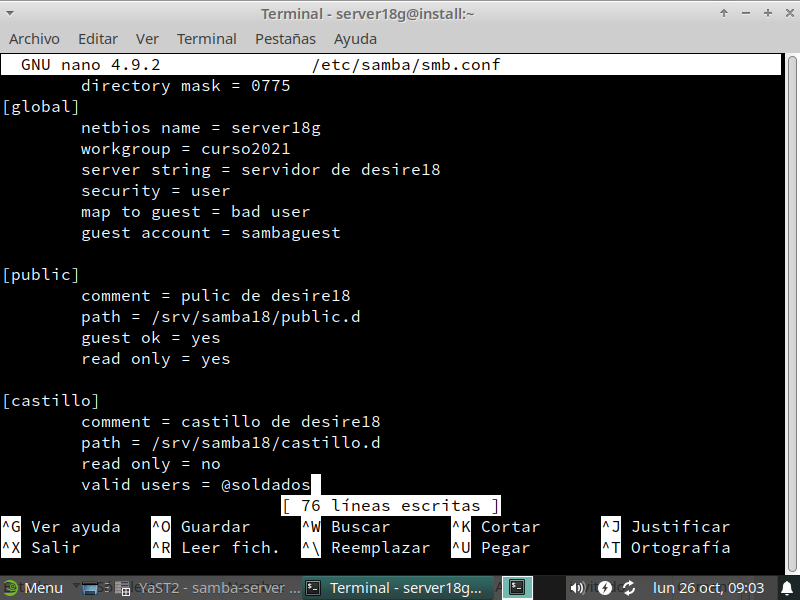 Terminal - server18g@install:~
Archivo Editar Ver Terminal Pestañas Ayuda
GNU nano 4.9.2 /etc/samba/smb.conf
directory mask = 0775
[global]
netbios name = server18g
workgroup = curso2021
server string = servidor de desire18
security = user
map to guest = bad user
guest account = sambaguest
[public]
comment = pulic de desire18
path = /srv/samba18/public.d
guest ok = yes
read only = yes
[castillo]
comment = castillo de desire18
path = /srv/samba18/castillo.d
read only = no
valid users = @soldados
[ 76 líneas escritas ]
^G Ver ayuda ^O Guardar ^W Buscar ^K Cortar ^J Justificar
^X Salir ^R Leer fich. ^\ Reemplazar ^U Pegar ^T Ortografía
Menu YaST2 - samba-server ... Terminal - server18g... lun 26 oct, 09:03